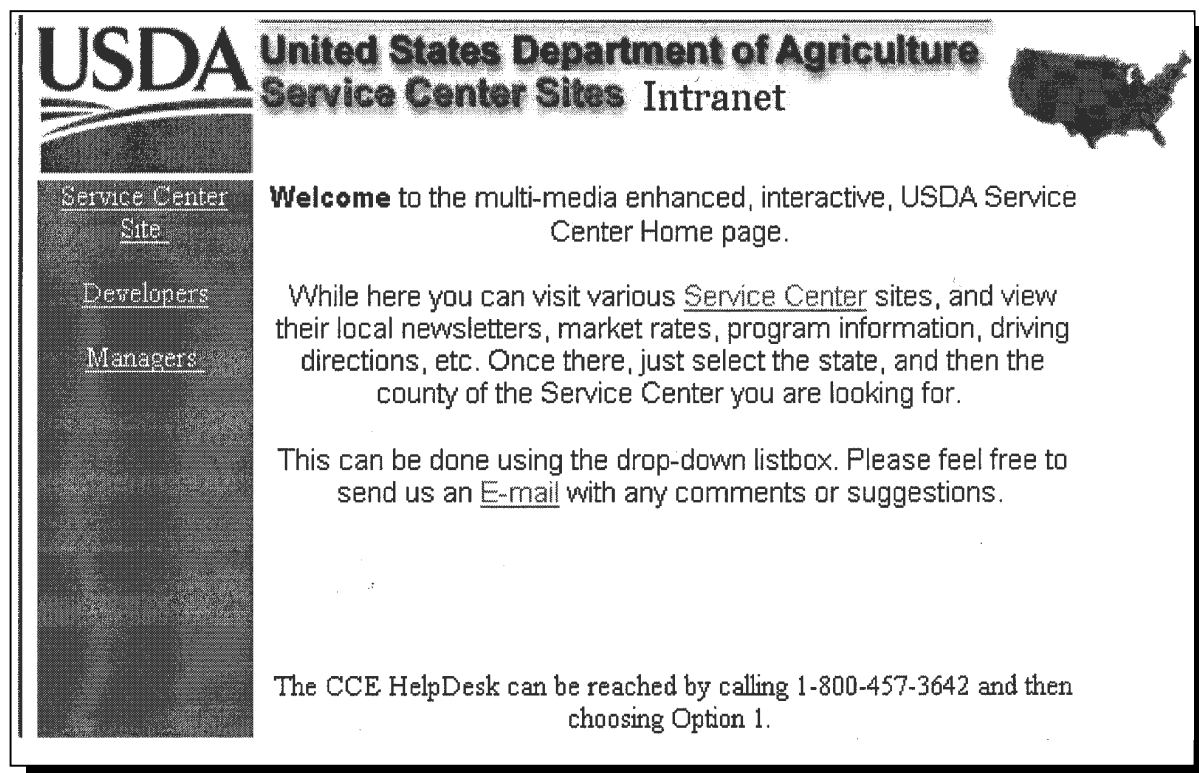 USDA
United States Department of Agriculture
Service Center Sites Intranet
Service Center
Site
Developers
Managers
Welcome to the multi-media enhanced, interactive, USDA Service
Center Home page.
While here you can visit various Service Center sites, and view
their local newsletters, market rates, program information, driving
directions, etc. Once there, just select the state, and then the
county of the Service Center you are looking for.
This can be done using the drop-down listbox. Please feel free to
send us an E-mail with any comments or suggestions.
The CCE HelpDesk can be reached by calling 1-800-457-3642 and then
choosing Option 1.